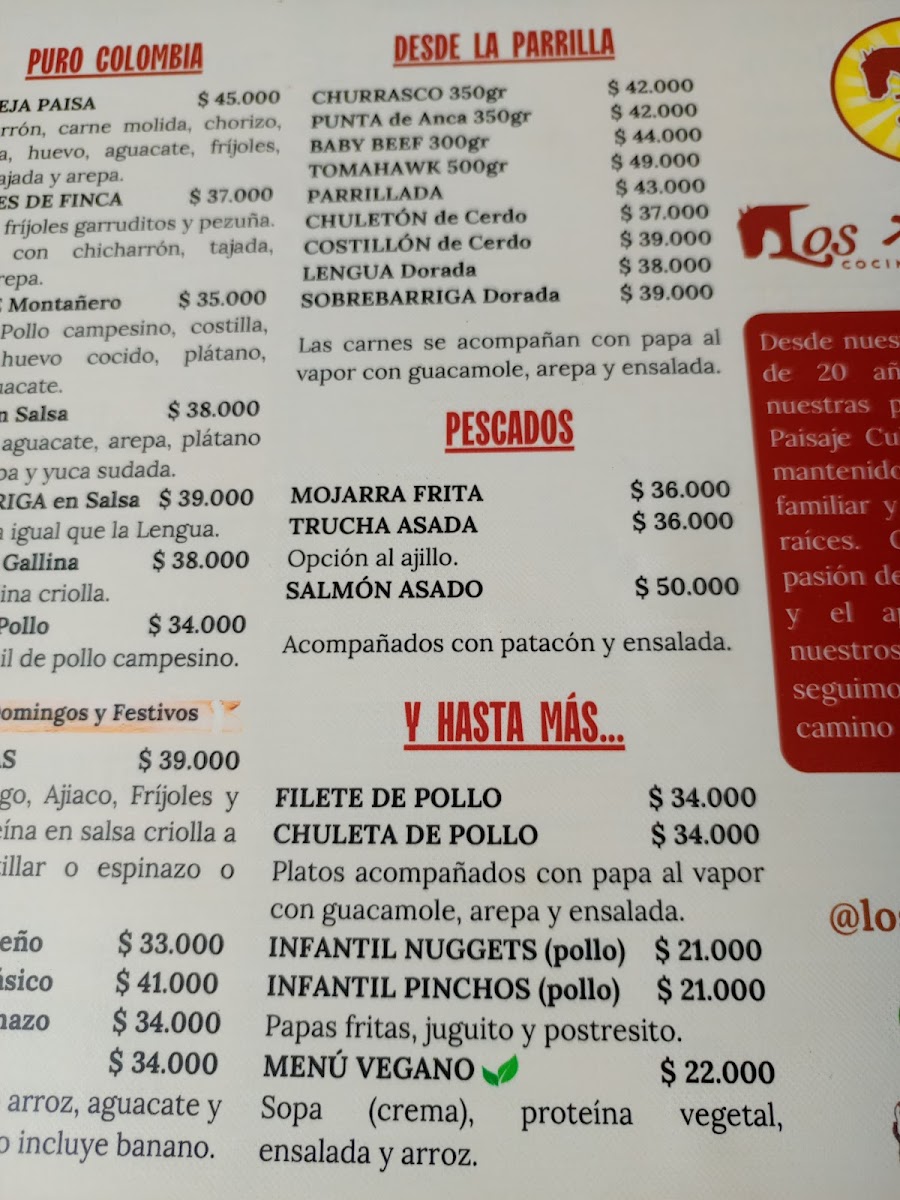 PURO COLOMBIA
EJA PAISA $ 45.000
rrón, carne molida, chorizo,
a, huevo, aguacate, fríjoles,
ajada y arepa.
ES DE FINCA $ 37.000
fríjoles garruditos y pezuña.
con chicharrón, tajada,
repa.
E Montañero $ 35.000
Pollo campesino, costilla,
huevo cocido, plátano,
uacate.
n Salsa $ 38.000
aguacate, arepa, plátano
pa y yuca sudada.
RIGA en Salsa $ 39.000
a igual que la Lengua.
Gallina $ 38.000
ina criolla.
Pollo $ 34.000
il de pollo campesino.
omingos y Festivos
AS $ 39.000
go, Ajiaco, Fríjoles y
eína en salsa criolla a
illar o espinazo o
eño $ 33.000
ásico $ 41.000
nazo $ 34.000
$ 34.000
arroz, aguacate y
o incluye banano.
DESDE LA PARRILLA
CHURRASCO 350gr $ 42.000
PUNTA de Anca 350gr $ 42.000
BABY BEEF 300gr $ 44.000
TOMAHAWK 500gr $ 49.000
PARRILLADA $ 43.000
CHULETÓN de Cerdo $ 37.000
COSTILLÓN de Cerdo $ 39.000
LENGUA Dorada $ 38.000
SOBREBARRIGA Dorada $ 39.000
Las carnes se acompañan con papa al
vapor con guacamole, arepa y ensalada.
PESCADOS
MOJARRA FRITA $ 36.000
TRUCHA ASADA $ 36.000
Opción al ajillo.
SALMÓN ASADO $ 50.000
Acompañados con patacón y ensalada.
Y HASTA MÁS...
FILETE DE POLLO $ 34.000
CHULETA DE POLLO $ 34.000
Platos acompañados con papa al vapor
con guacamole, arepa y ensalada.
INFANTIL NUGGETS (pollo) $ 21.000
INFANTIL PINCHOS (pollo) $ 21.000
Papas fritas, juguito y postresito.
MENÚ VEGANO $ 22.000
Sopa (crema), proteína vegetal,
ensalada y arroz.
Los
COCIN
Desde nues
de 20 añ
nuestras p
Paisaje Cu
mantenido
familiar y
raíces.
pasión de
y el a
nuestros
seguimo
camino
@lo